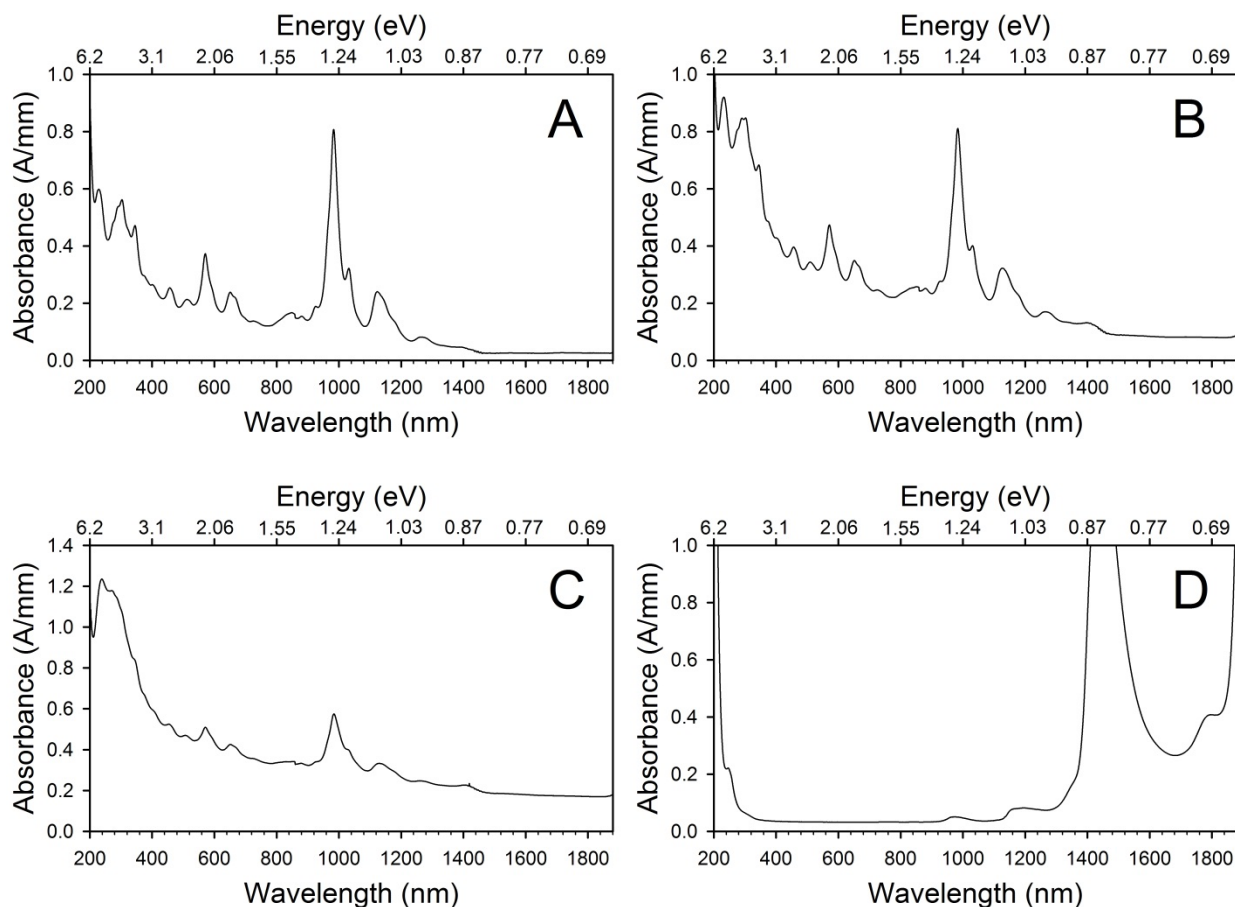 Energy (eV)
6.2 3.1 2.06 1.55 1.24 1.03 0.87 0.77 0.69
1.0
0.8
0.6
0.4
0.2
0.0
Absorbance (A/mm)
A
200 400 600 800 1000 1200 1400 1600 1800
Wavelength (nm)
Energy (eV)
6.2 3.1 2.06 1.55 1.24 1.03 0.87 0.77 0.69
1.0
0.8
0.6
0.4
0.2
0.0
Absorbance (A/mm)
B
200 400 600 800 1000 1200 1400 1600 1800
Wavelength (nm)
Energy (eV)
6.2 3.1 2.06 1.55 1.24 1.03 0.87 0.77 0.69
1.4
1.2
1.0
0.8
0.6
0.4
0.2
0.0
Absorbance (A/mm)
C
200 400 600 800 1000 1200 1400 1600 1800
Wavelength (nm)
Energy (eV)
6.2 3.1 2.06 1.55 1.24 1.03 0.87 0.77 0.69
1.0
0.8
0.6
0.4
0.2
0.0
Absorbance (A/mm)
D
200 400 600 800 1000 1200 1400 1600 1800
Wavelength (nm)